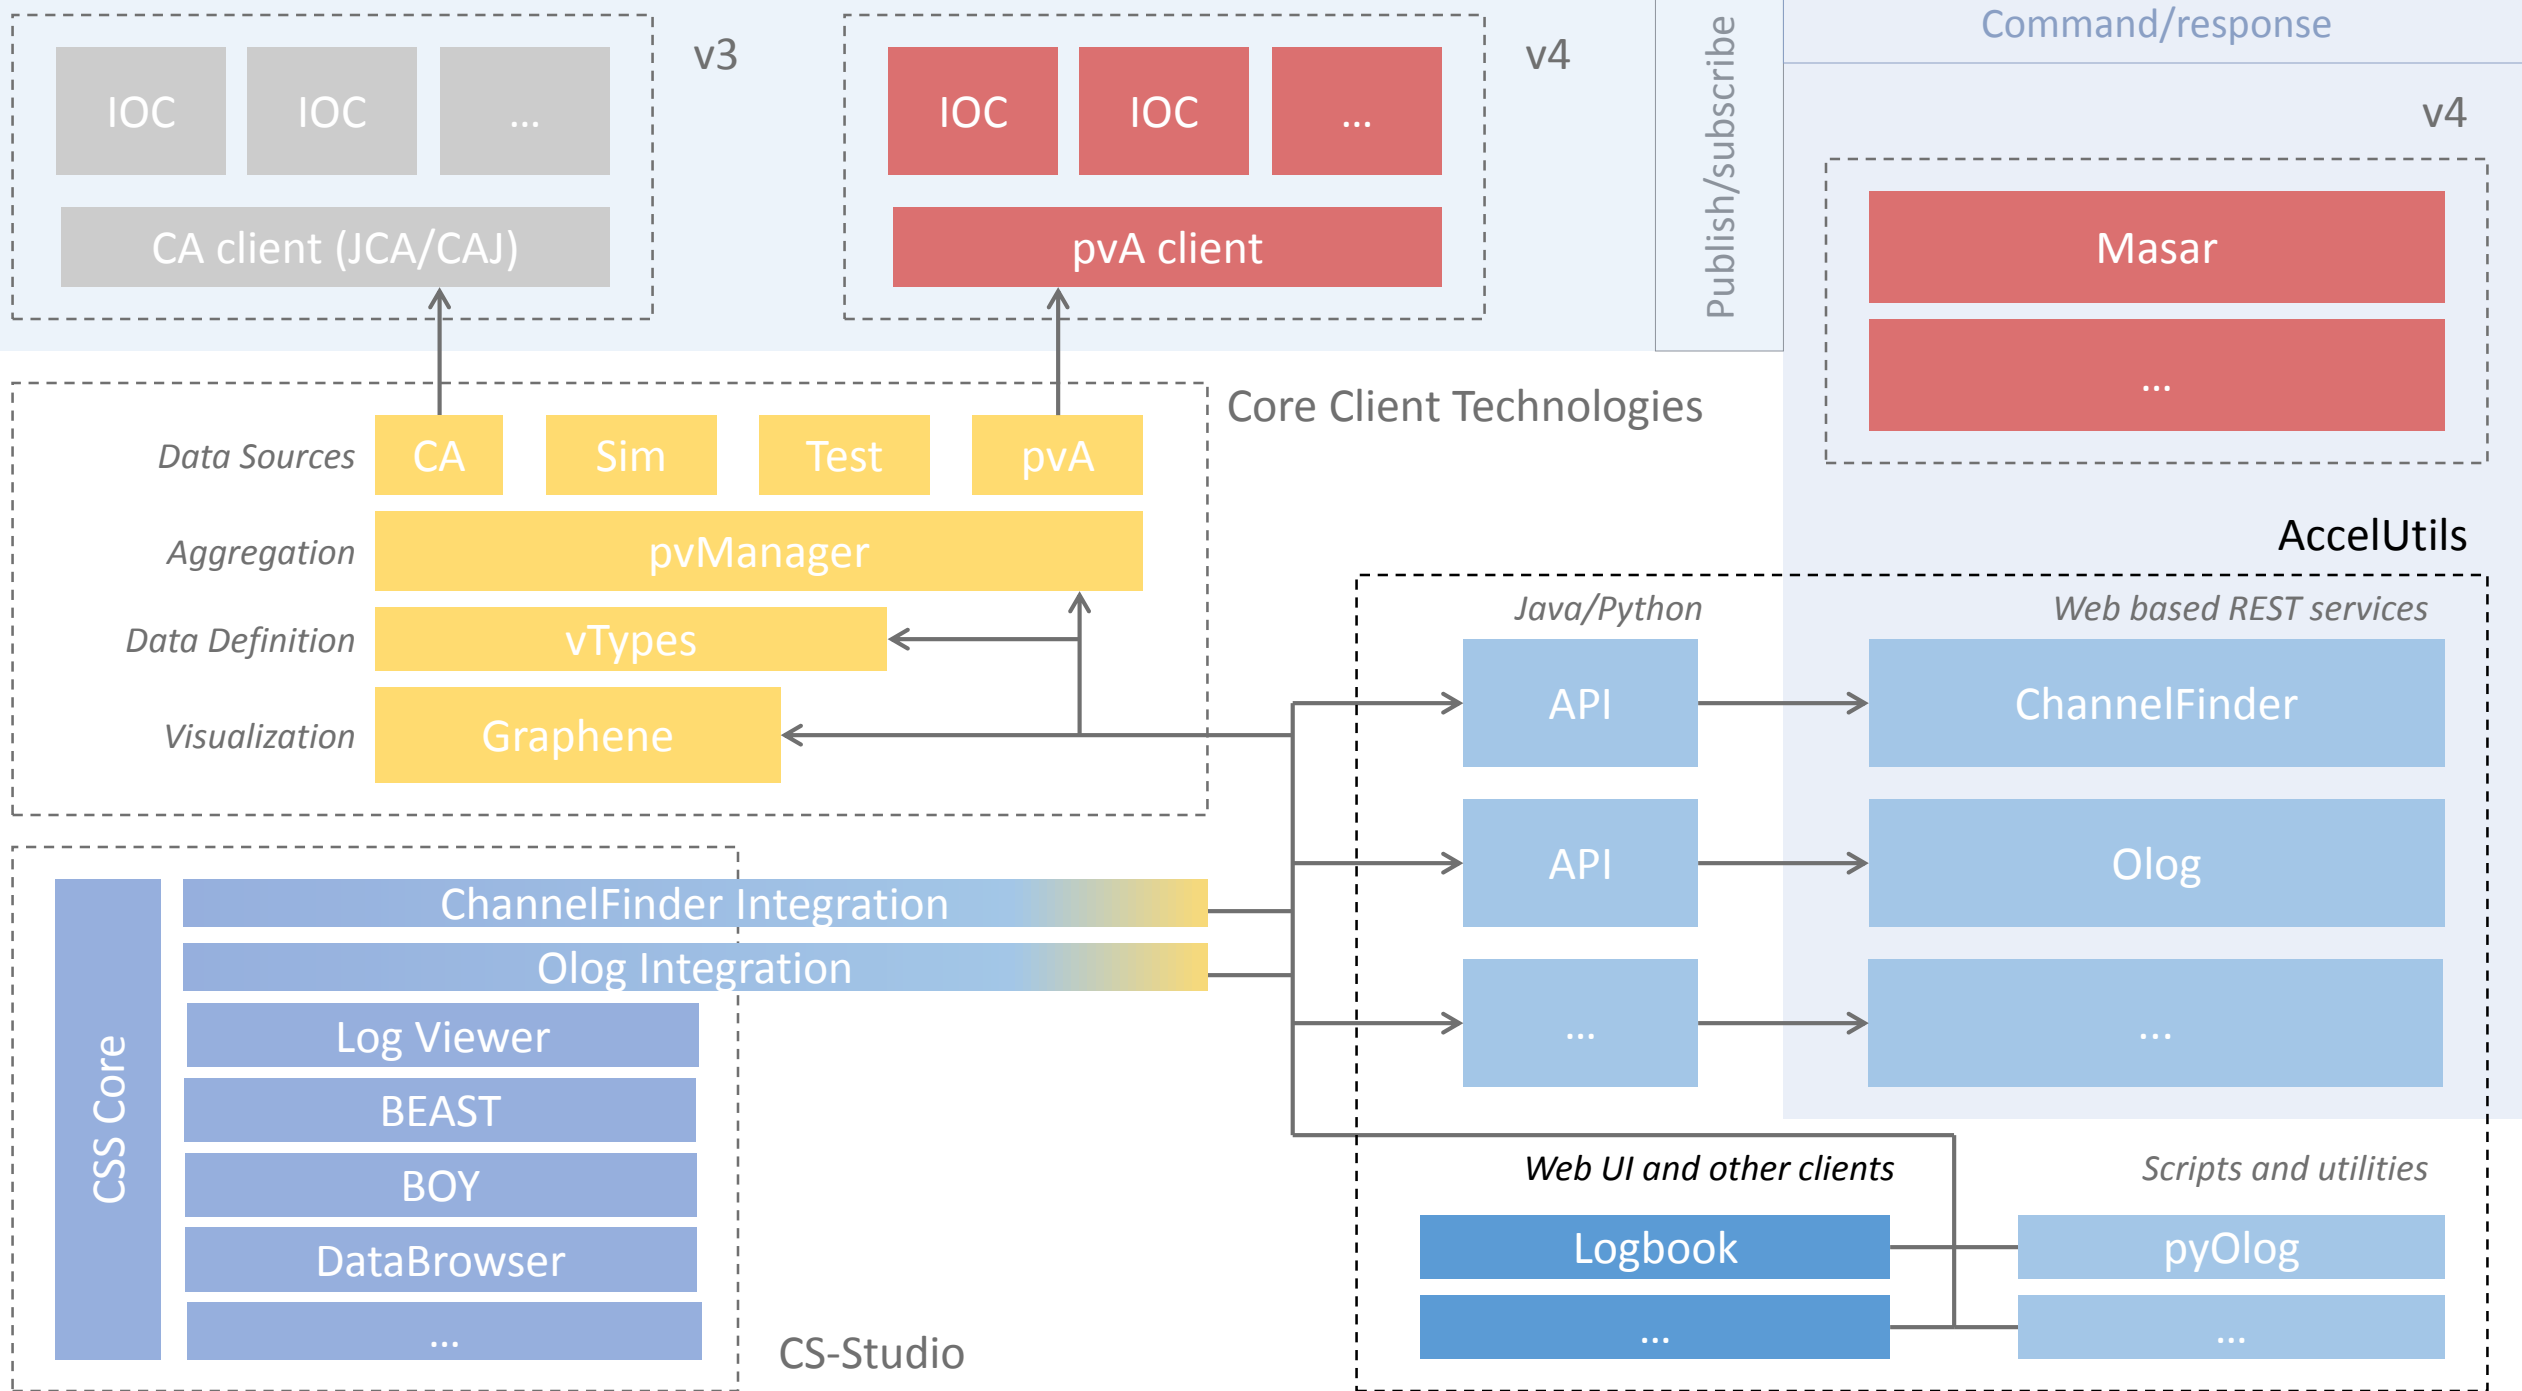 v3
IOC
IOC
...
CA client (JCA/CAJ)
v4
IOC
IOC
...
pvA client
Publish/subscribe
Command/response
v4
Masar
...
Core Client Technologies
Data Sources
CA
Sim
Test
pvA
Aggregation
pvManager
Data Definition
vTypes
Visualization
Graphene
AccelUtils
Java/Python
Web based REST services
API
ChannelFinder
API
Olog
...
...
CSS Core
ChannelFinder Integration
Olog Integration
Log Viewer
BEAST
BOY
DataBrowser
...
CS-Studio
Web UI and other clients
Scripts and utilities
Logbook
pyOlog
...
...